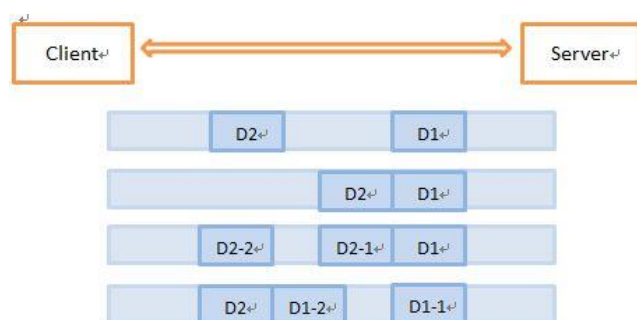 Client Server
D2 D1
D2 D1
D2-2 D2-1 D1
D2 D1-2 D1-1